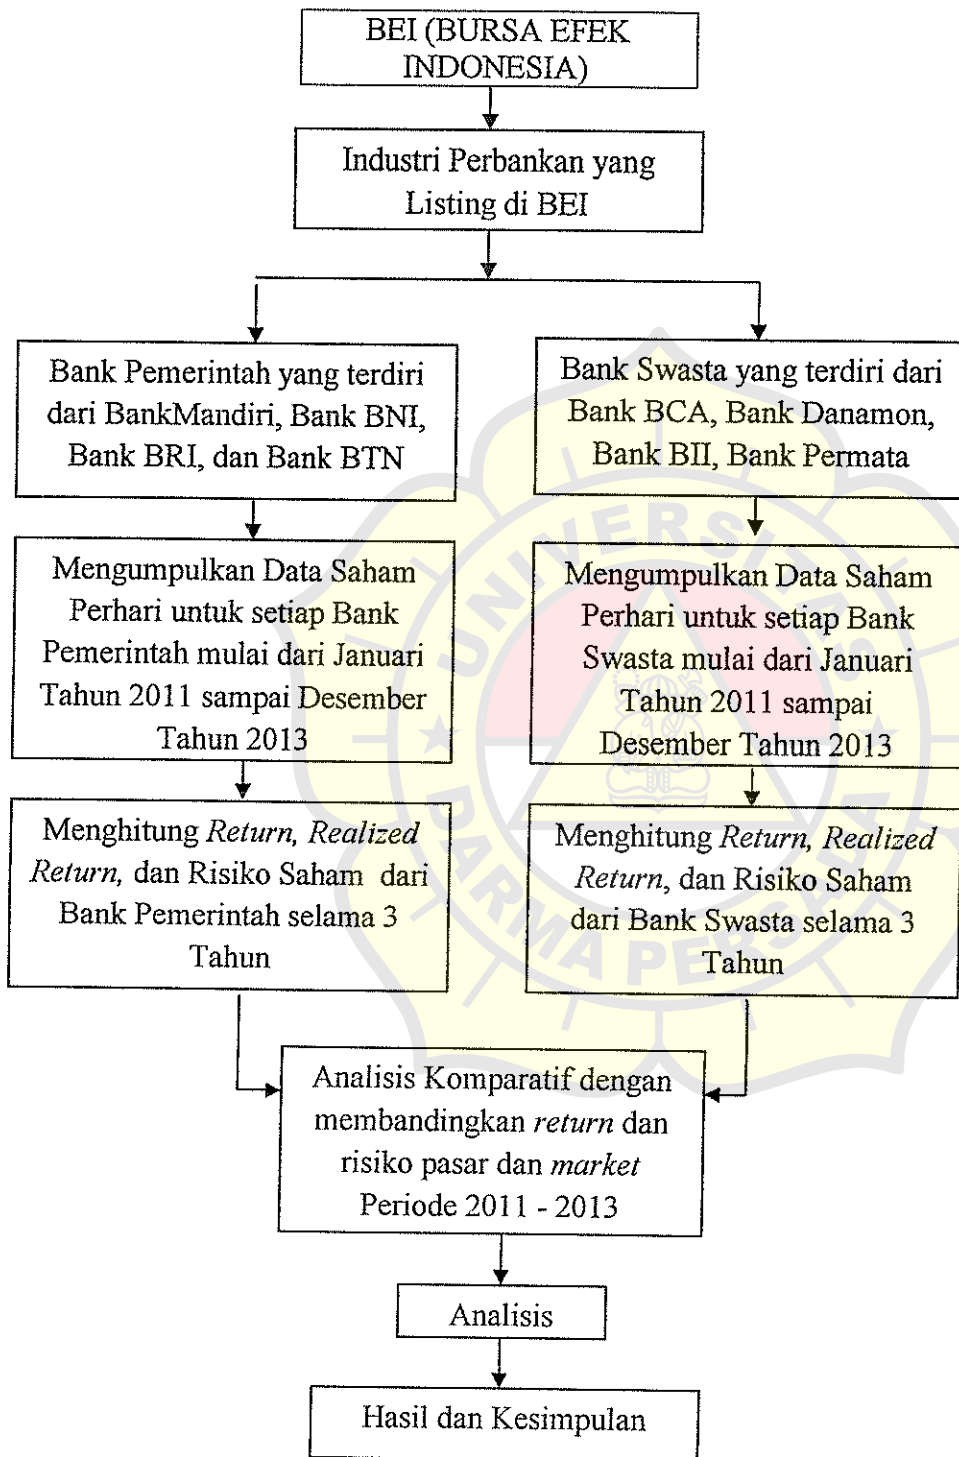 BEI (BURSA EFEK
INDONESIA)
Industri Perbankan yang
Listing di BEI
Bank Pemerintah yang terdiri
dari BankMandiri, Bank BNI,
Bank BRI, dan Bank BTN
Bank Swasta yang terdiri dari
Bank BCA, Bank Danamon,
Bank BII, Bank Permata
Mengumpulkan Data Saham
Perhari untuk setiap Bank
Pemerintah mulai dari Januari
Tahun 2011 sampai Desember
Tahun 2013
Mengumpulkan Data Saham
Perhari untuk setiap Bank
Swasta mulai dari Januari
Tahun 2011 sampai
Desember Tahun 2013
Menghitung Return, Realized
Return, dan Risiko Saham dari
Bank Pemerintah selama 3
Tahun
Menghitung Return, Realized
Return, dan Risiko Saham
dari Bank Swasta selama 3
Tahun
Analisis Komparatif dengan
membandingkan return dan
risiko pasar dan market
Periode 2011 - 2013
Analisis
Hasil dan Kesimpulan
UNIVERSITAS
DARMA PERSADA